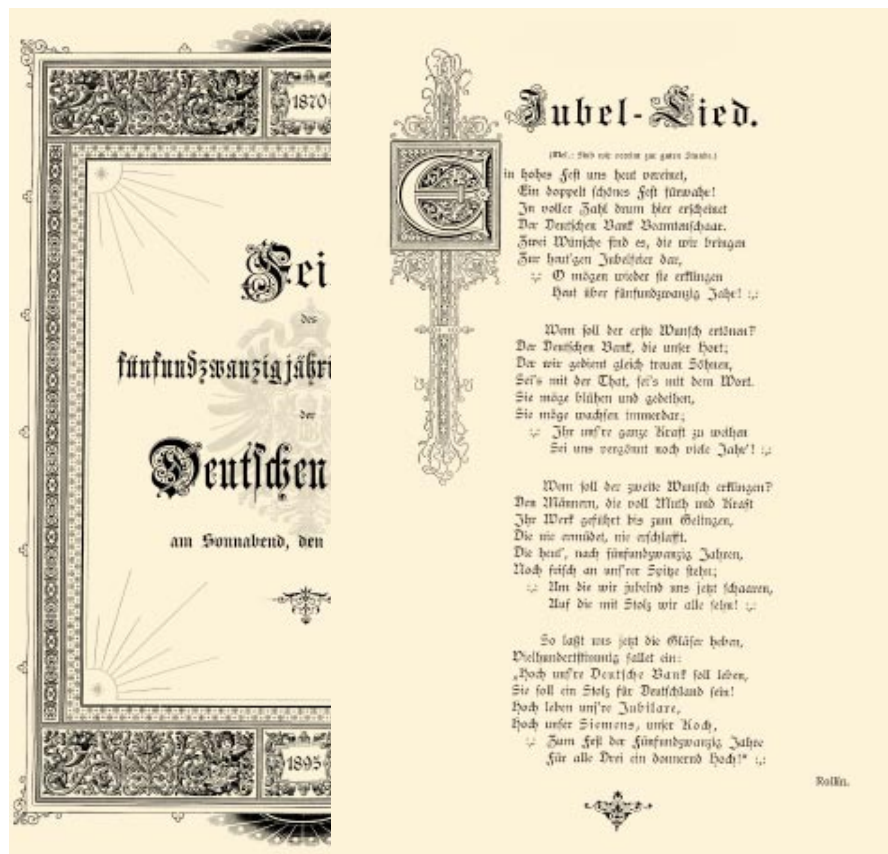 1870
Fei
des
fünfundzwanzigjähri
der
Deutschen
am Sonnabend, den
1895
Jubel-Lied.
(Mel.: Sind wir vereint zur guten Stunde.)
Ein hohes Fest uns heut vereinet,
Ein doppelt schönes Fest fürwahr!
In voller Zahl drum hier erscheinet
Der Deutschen Bank Beamtenschaar.
Zwei Wünsche sind es, die wir bringen
Zur heut'gen Jubelfeier dar,
:,: O mögen wieder sie erklingen
Heut über fünfundzwanzig Jahr! :,:
Wem soll der erste Wunsch ertönen?
Der Deutschen Bank, die unser Hort;
Der wir gedient gleich treuen Söhnen,
Sei's mit der That, sei's mit dem Wort.
Sie möge blühen und gedeihen,
Sie möge wachsen immerdar;
:,: Ihr uns're ganze Kraft zu weihen
Sei uns vergönnt noch viele Jahr'! :,:
Wem soll der zweite Wunsch erklingen?
Den Männern, die voll Muth und Kraft
Ihr Werk geführt bis zum Gelingen,
Die nie ermüdet, nie erschlafft.
Die heut', nach fünfundzwanzig Jahren,
Noch frisch an uns'rer Spitze stehn;
:,: Um die wir jubelnd uns jetzt schaaren,
Auf die mit Stolz wir alle sehn! :,:
So laßt uns jetzt die Gläser heben,
Vielhundertstimmig fallet ein:
„Hoch uns're Deutsche Bank soll leben,
Sie soll ein Stolz für Deutschland sein!
Hoch leben uns're Jubilare,
Hoch unser Siemens, unser Koch,
:,: Zum Fest der Fünfundzwanzig Jahre
Für alle Drei ein donnernd Hoch!" :,:
Rollin.